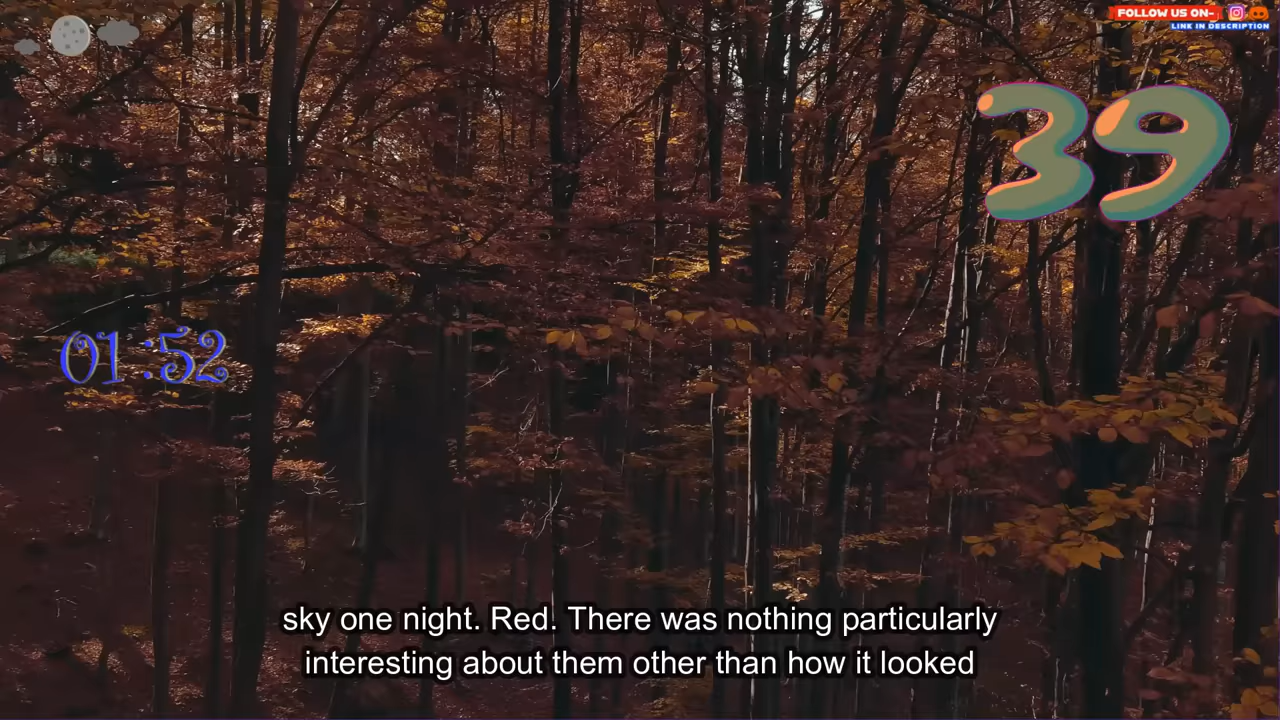 FOLLOW US ON-
LINK IN DESCRIPTION
39
01:52
sky one night. Red. There was nothing particularly
interesting about them other than how it looked